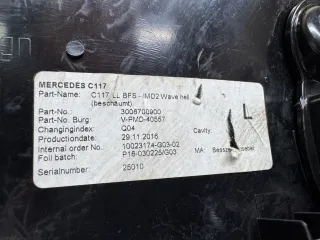 ign
MERCEDES C117
Part-Name: C117 LL BFS - IMD2 Wave hell
(beschäumt)
Part-No.: 3006700900
Part-No. Burg V-PMD-40557
Changingindex: Q04 Cavity:
Productiondate: 29.11.2016
Internal order No.: 10023174-G03-02 MA:
Foil batch: P18-030225/G03
Serialnumber: 25010
L